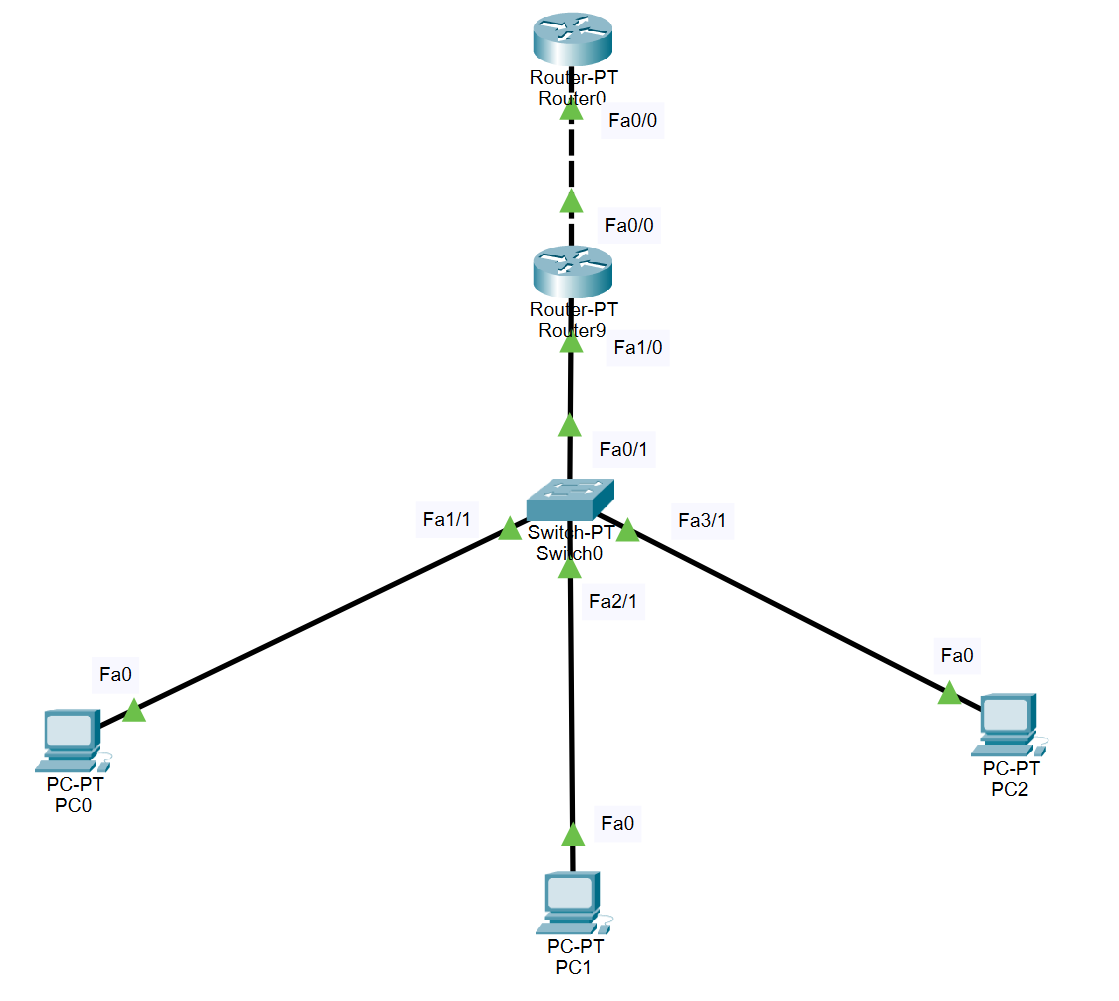 Router-PT
Router0
Fa0/0
Fa0/0
Router-PT
Router9
Fa1/0
Fa0/1
Fa1/1
Fa3/1
Switch-PT
Switch0
Fa2/1
Fa0
Fa0
PC-PT
PC0
PC-PT
PC2
Fa0
PC-PT
PC1